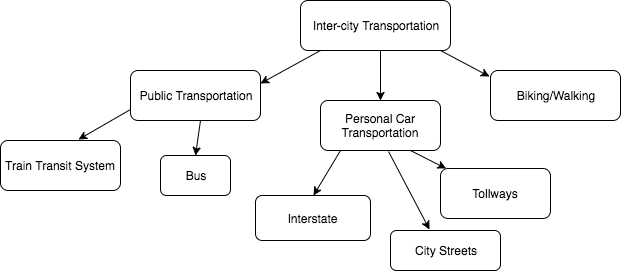 Inter-city Transportation
Public Transportation
Biking/Walking
Personal Car
Transportation
Train Transit System
Bus
Tollways
Interstate
City Streets